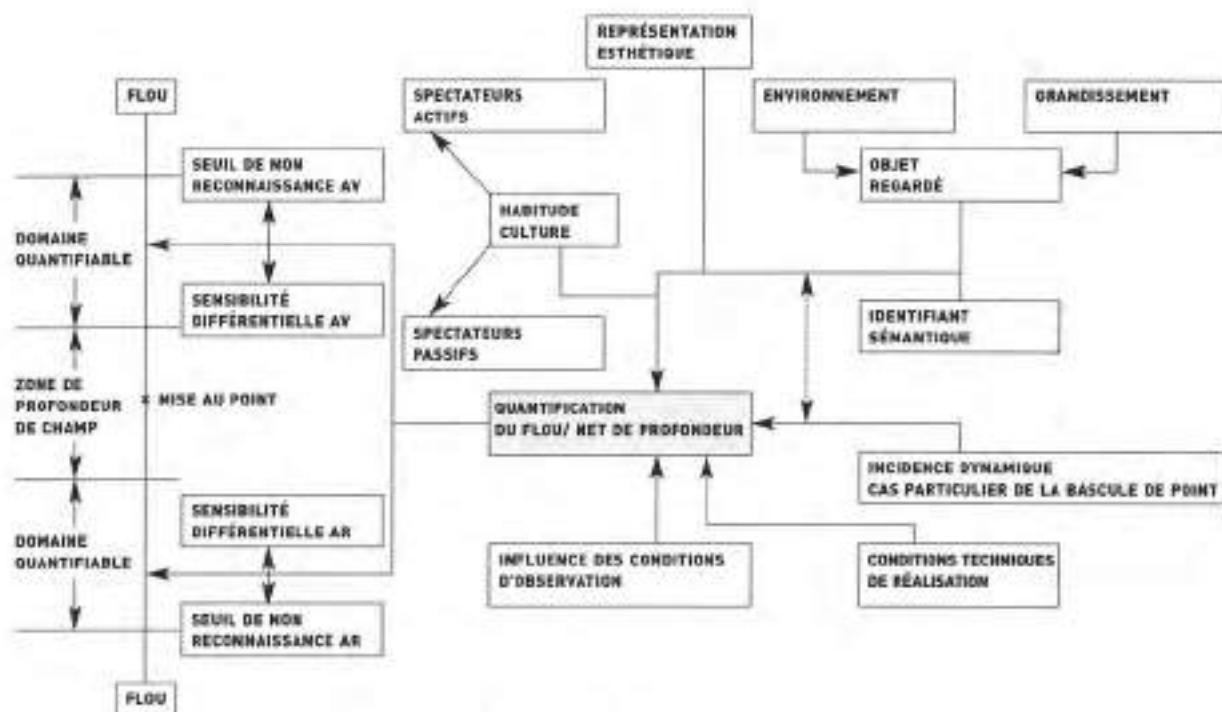 REPRÉSENTATION
ESTHÉTIQUE
FLOU
SPECTATEURS
ACTIFS
ENVIRONNEMENT
GRANDISSEMENT
SEUIL DE NON
RECONNAISSANCE AV
OBJET
REGARDÉ
HABITUDE
CULTURE
DOMAINE
QUANTIFIABLE
SENSIBILITÉ
DIFFÉRENTIELLE AV
SPECTATEURS
PASSIFS
IDENTIFIANT
SÉMANTIQUE
ZONE DE
PROFONDEUR
DE CHAMP
MISE AU POINT
QUANTIFICATION
DU FLOU/ NET DE PROFONDEUR
INCIDENCE DYNAMIQUE
CAS PARTICULIER DE LA BASCULE DE POINT
SENSIBILITÉ
DIFFÉRENTIELLE AR
DOMAINE
QUANTIFIABLE
INFLUENCE DES CONDITIONS
D'OBSERVATION
CONDITIONS TECHNIQUES
DE RÉALISATION
SEUIL DE NON
RECONNAISSANCE AR
FLOU